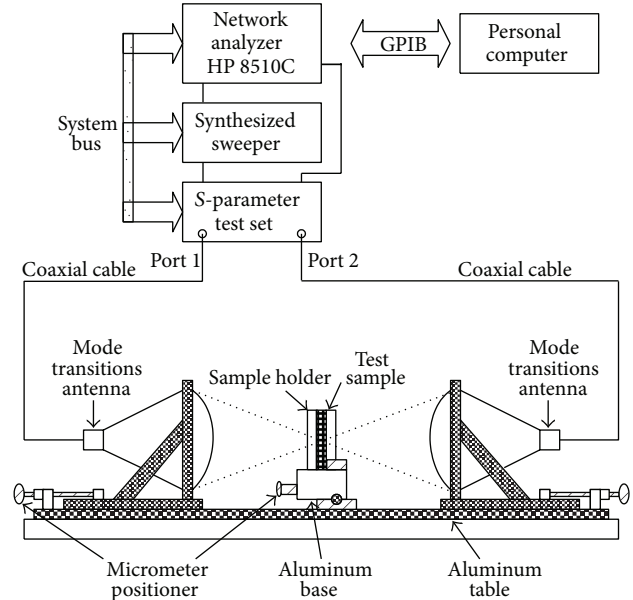 Network
analyzer
HP 8510C
GPIB
Personal
computer
System
bus
Synthesized
sweeper
S-parameter
test set
Port 1
Port 2
Coaxial cable
Coaxial cable
Mode
transitions
antenna
Sample holder
Test
sample
Mode
transitions
antenna
Micrometer
positioner
Aluminum
base
Aluminum
table